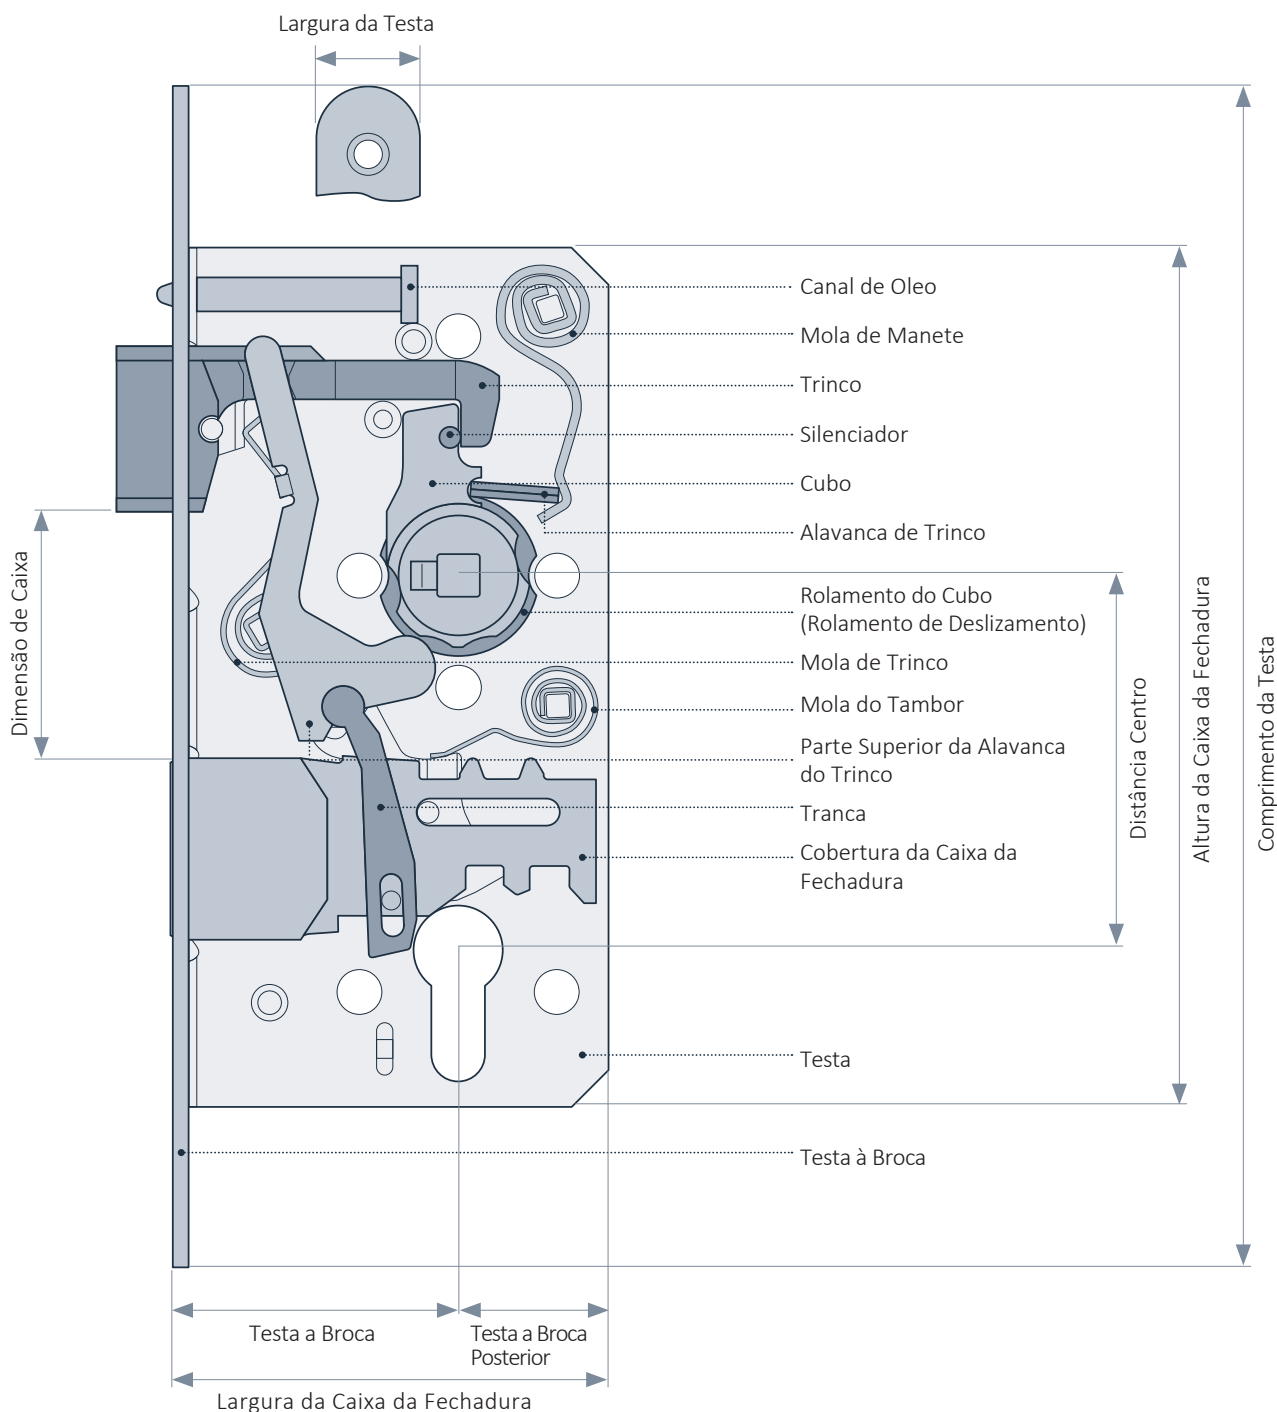 Largura da Testa
Canal de Oleo
Mola de Manete
Trinco
Silenciador
Cubo
Alavanca de Trinco
Rolamento do Cubo
(Rolamento de Deslizamento)
Mola de Trinco
Mola do Tambor
Parte Superior da Alavanca
do Trinco
Tranca
Cobertura da Caixa da
Fechadura
Testa
Testa à Broca
Dimensão de Caixa
Distância Centro
Altura da Caixa da Fechadura
Comprimento da Testa
Testa a Broca
Testa a Broca
Posterior
Largura da Caixa da Fechadura